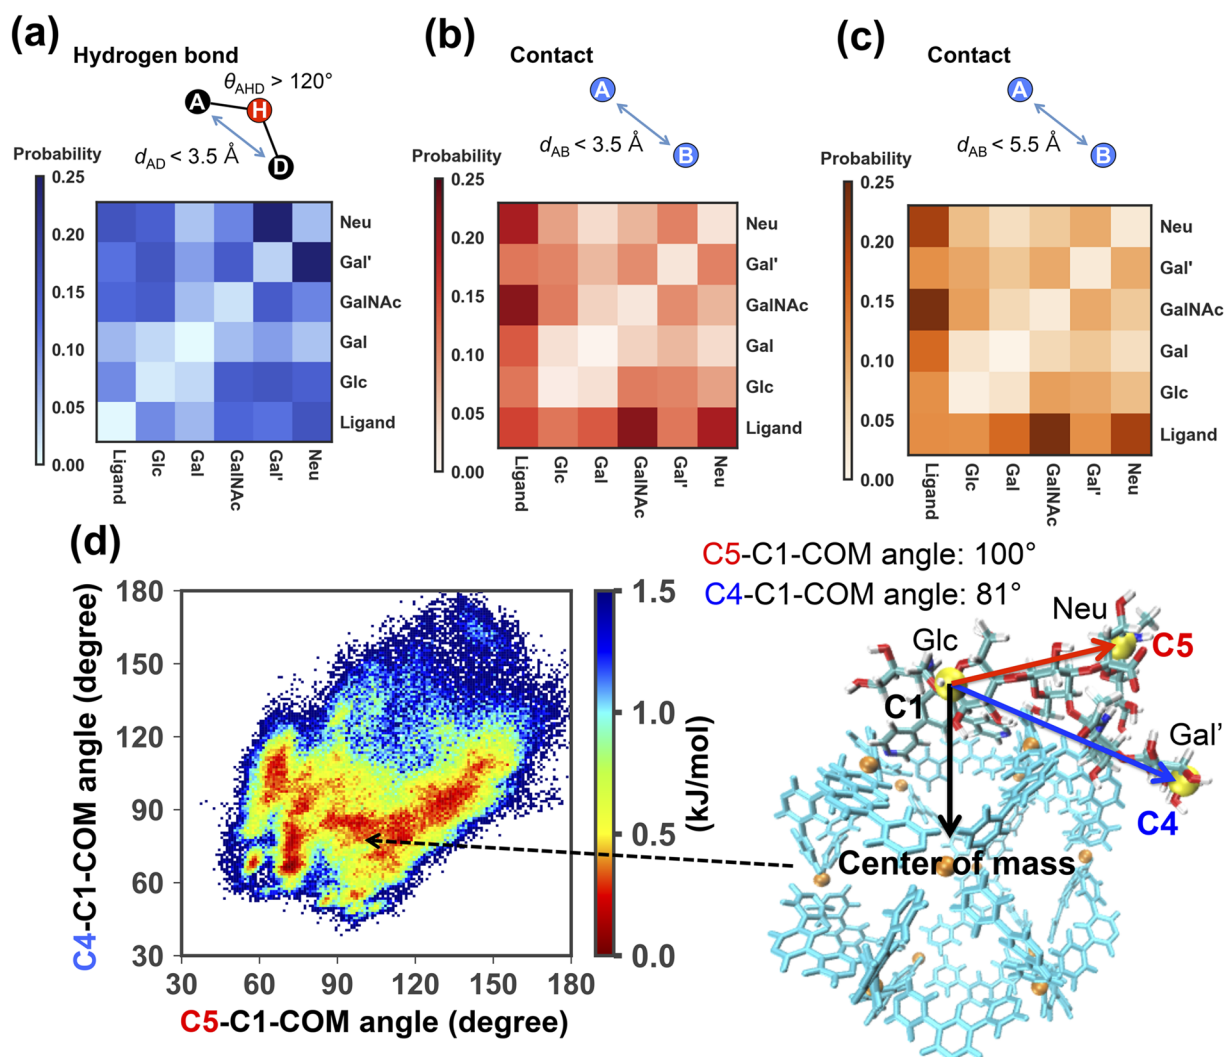 (a)
Hydrogen bond
θAHD > 120°
A
H
D
dAD < 3.5 Å
Probability
0.25
0.20
0.15
0.10
0.05
0.00
Neu
Gal'
GalNAc
Gal
Glc
Ligand
Ligand
Glc
Gal
GalNAc
Gal'
Neu
(b)
Contact
A
B
dAB < 3.5 Å
Probability
0.25
0.20
0.15
0.10
0.05
0.00
Neu
Gal'
GalNAc
Gal
Glc
Ligand
Ligand
Glc
Gal
GalNAc
Gal'
Neu
(c)
Contact
A
B
dAB < 5.5 Å
Probability
0.25
0.20
0.15
0.10
0.05
0.00
Neu
Gal'
GalNAc
Gal
Glc
Ligand
Ligand
Glc
Gal
GalNAc
Gal'
Neu
(d)
C4-C1-COM angle (degree)
180
150
120
90
60
30
30
60
90
120
150
180
C5-C1-COM angle (degree)
1.5
1.0
0.5
0.0
(kJ/mol)
C5-C1-COM angle: 100°
C4-C1-COM angle: 81°
Neu
Glc
C5
C1
Gal’
C4
Center of mass